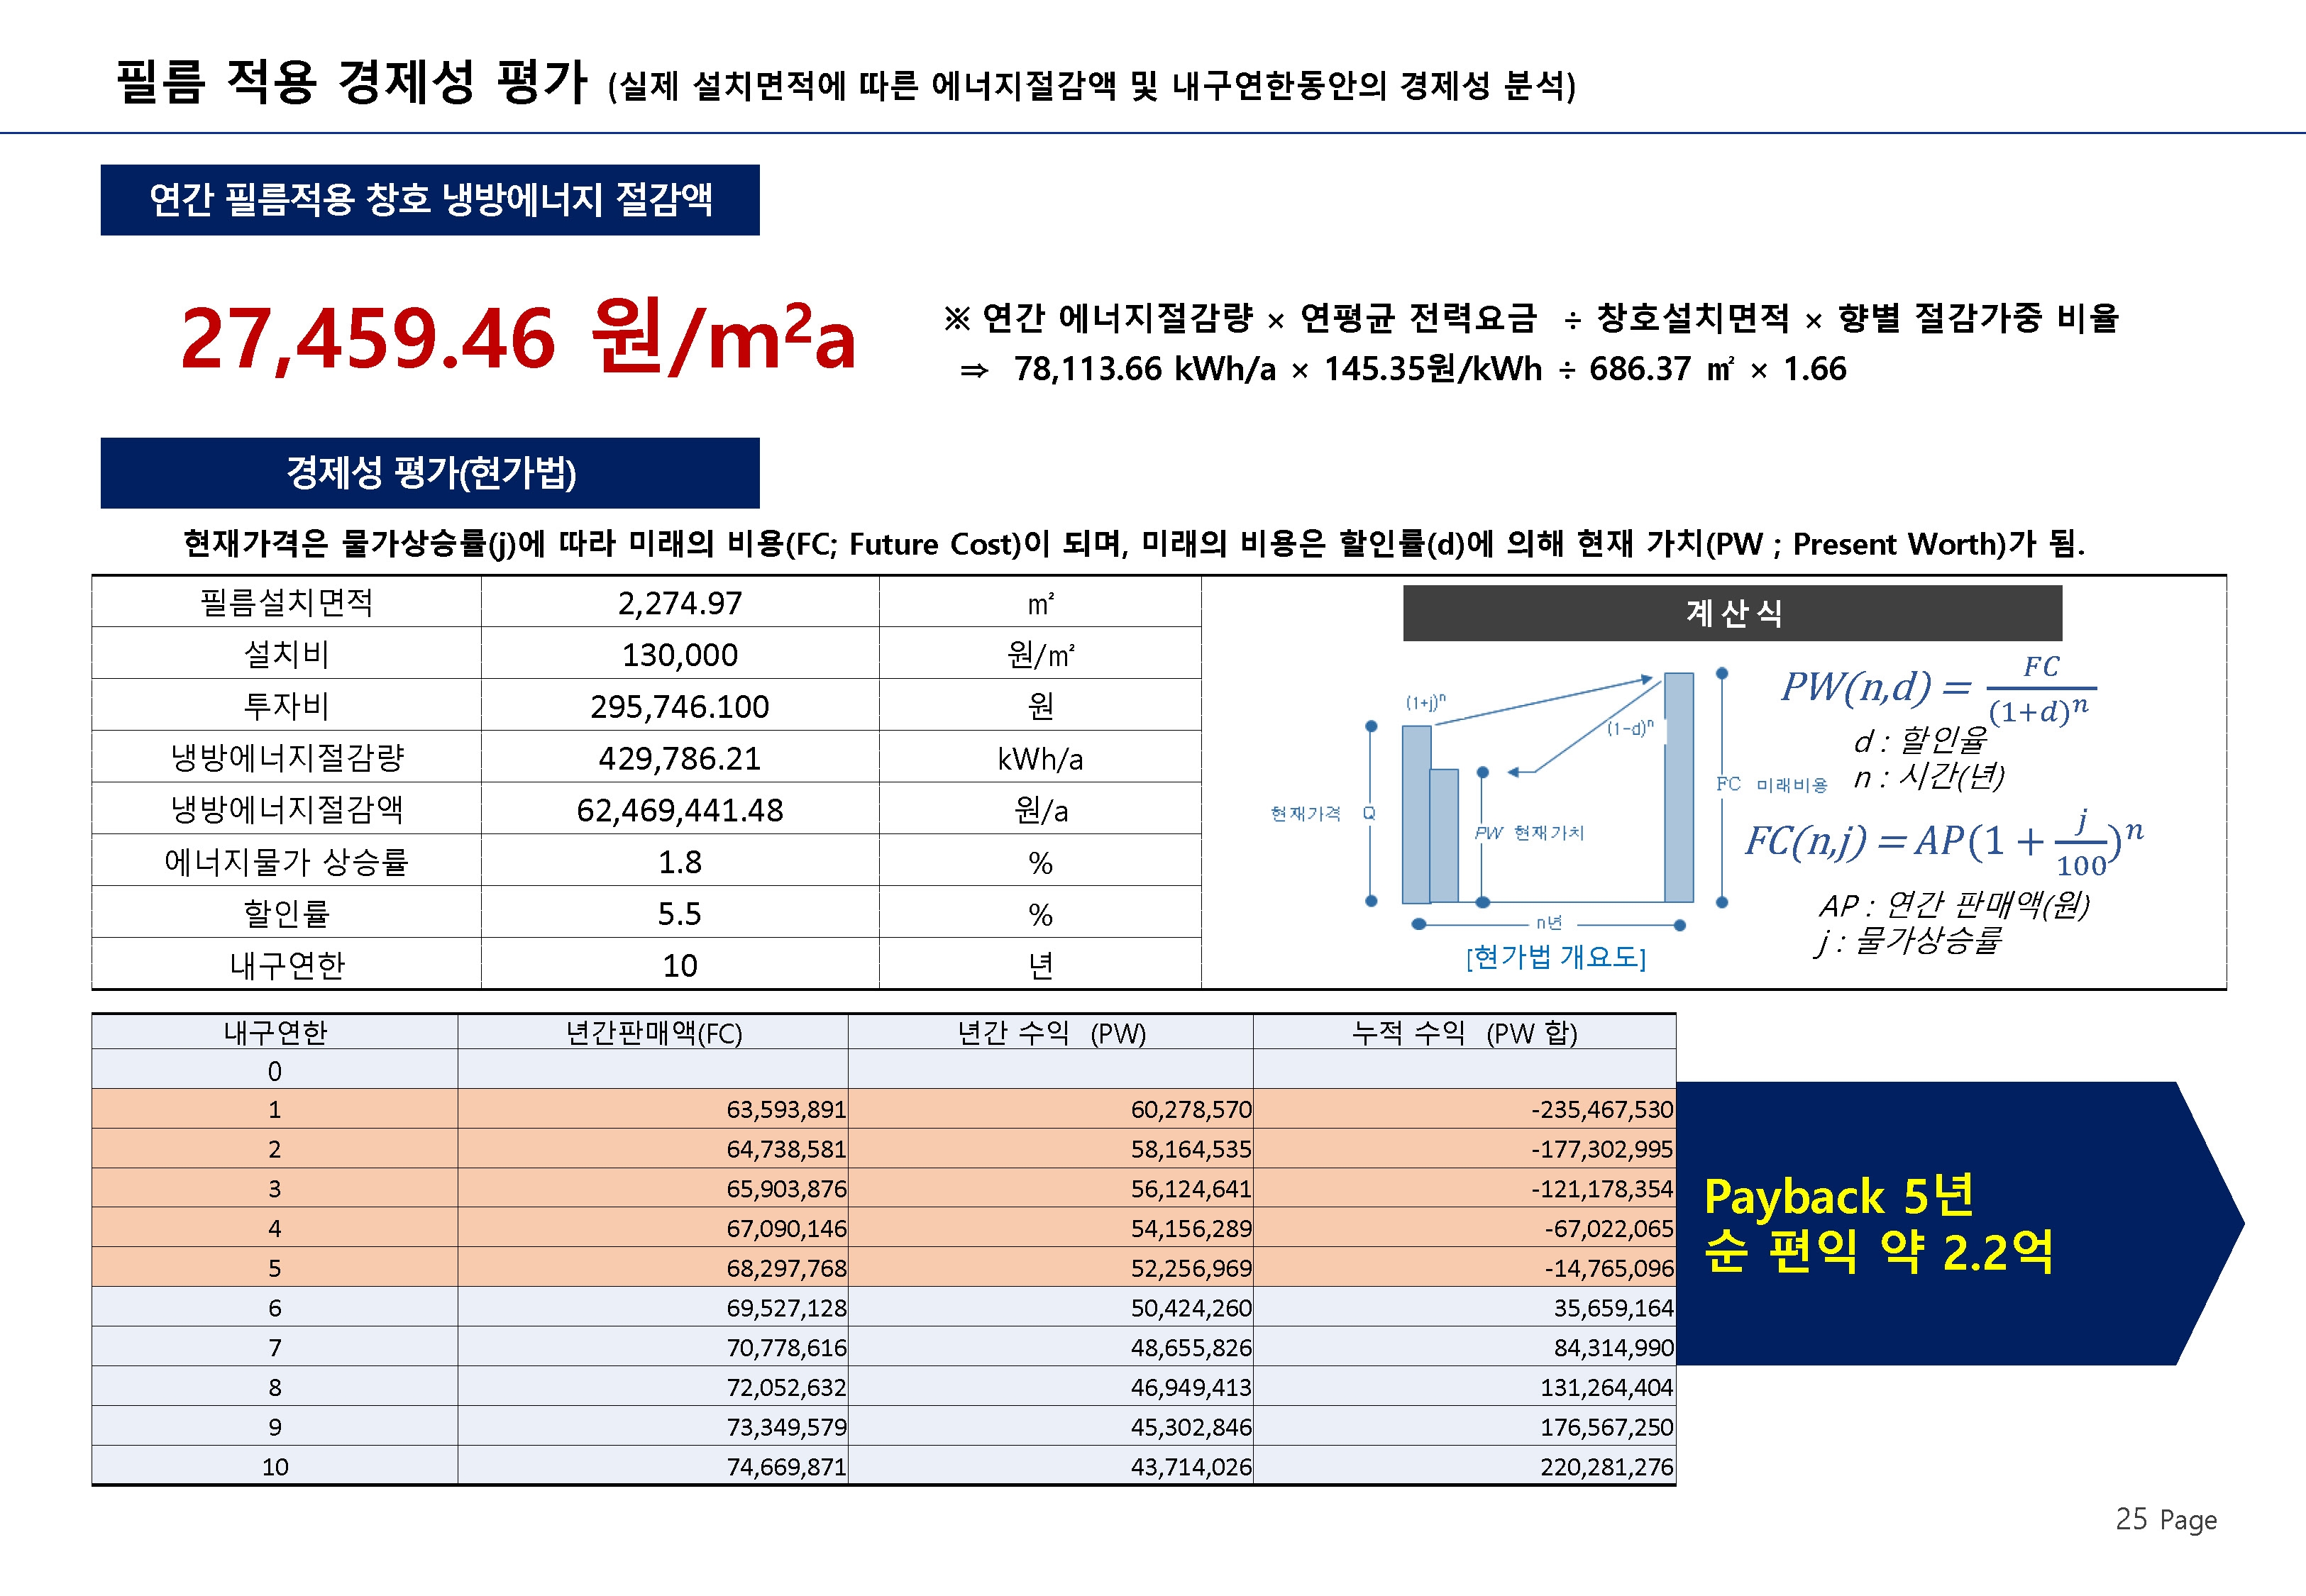 필름 적용 경제성 평가 (실제 설치면적에 따른 에너지절감액 및 내구연한동안의 경제성 분석)
연간 필름적용 창호 냉방에너지 절감액
27,459.46 원/m²a
※ 연간 에너지절감량 × 연평균 전력요금 ÷ 창호설치면적 × 향별 절감가중 비율
⇒ 78,113.66 kWh/a × 145.35원/kWh ÷ 686.37 ㎡ × 1.66
경제성 평가(현가법)
현재가격은 물가상승률(j)에 따라 미래의 비용(FC; Future Cost)이 되며, 미래의 비용은 할인률(d)에 의해 현재 가치(PW ; Present Worth)가 됨.
필름설치면적 2,274.97 ㎡
설치비 130,000 원/㎡
투자비 295,746.100 원
냉방에너지절감량 429,786.21 kWh/a
냉방에너지절감액 62,469,441.48 원/a
에너지물가 상승률 1.8 %
할인률 5.5 %
내구연한 10 년
계산식
(1+j)ⁿ
(1-d)ⁿ
현재가격 Q
PW 현재가치
FC 미래비용
n년
[현가법 개요도]
PW(n,d) = FC/(1+d)ⁿ
d : 할인율
n : 시간(년)
FC(n,j) = AP(1 + j/100)ⁿ
AP : 연간 판매액(원)
j : 물가상승률
내구연한 년간판매액(FC) 년간 수익 (PW) 누적 수익 (PW 합)
0
1 63,593,891 60,278,570 -235,467,530
2 64,738,581 58,164,535 -177,302,995
3 65,903,876 56,124,641 -121,178,354
4 67,090,146 54,156,289 -67,022,065
5 68,297,768 52,256,969 -14,765,096
6 69,527,128 50,424,260 35,659,164
7 70,778,616 48,655,826 84,314,990
8 72,052,632 46,949,413 131,264,404
9 73,349,579 45,302,846 176,567,250
10 74,669,871 43,714,026 220,281,276
Payback 5년
순 편익 약 2.2억
25 Page